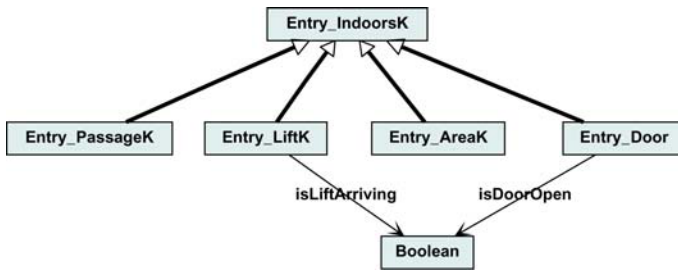 Entry_IndoorsK
Entry_PassageK
Entry_LiftK
Entry_AreaK
Entry_Door
isLiftArriving
isDoorOpen
Boolean